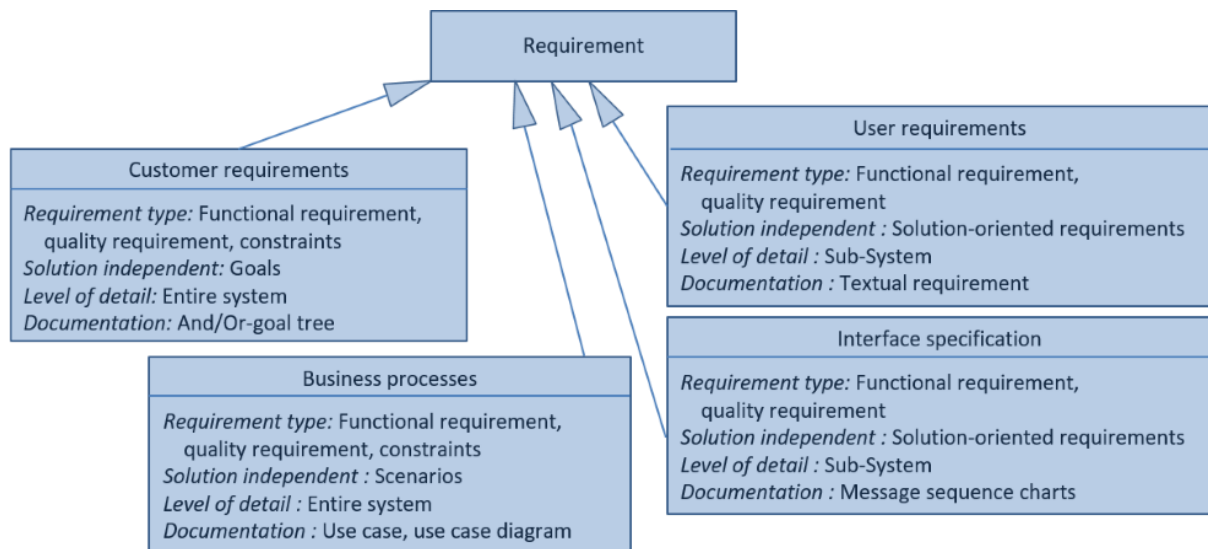 Requirement
Customer requirements
Requirement type: Functional requirement,
quality requirement, constraints
Solution independent: Goals
Level of detail: Entire system
Documentation: And/Or-goal tree
Business processes
Requirement type: Functional requirement,
quality requirement, constraints
Solution independent : Scenarios
Level of detail : Entire system
Documentation : Use case, use case diagram
User requirements
Requirement type: Functional requirement,
quality requirement
Solution independent : Solution-oriented requirements
Level of detail : Sub-System
Documentation : Textual requirement
Interface specification
Requirement type: Functional requirement,
quality requirement
Solution independent : Solution-oriented requirements
Level of detail : Sub-System
Documentation : Message sequence charts